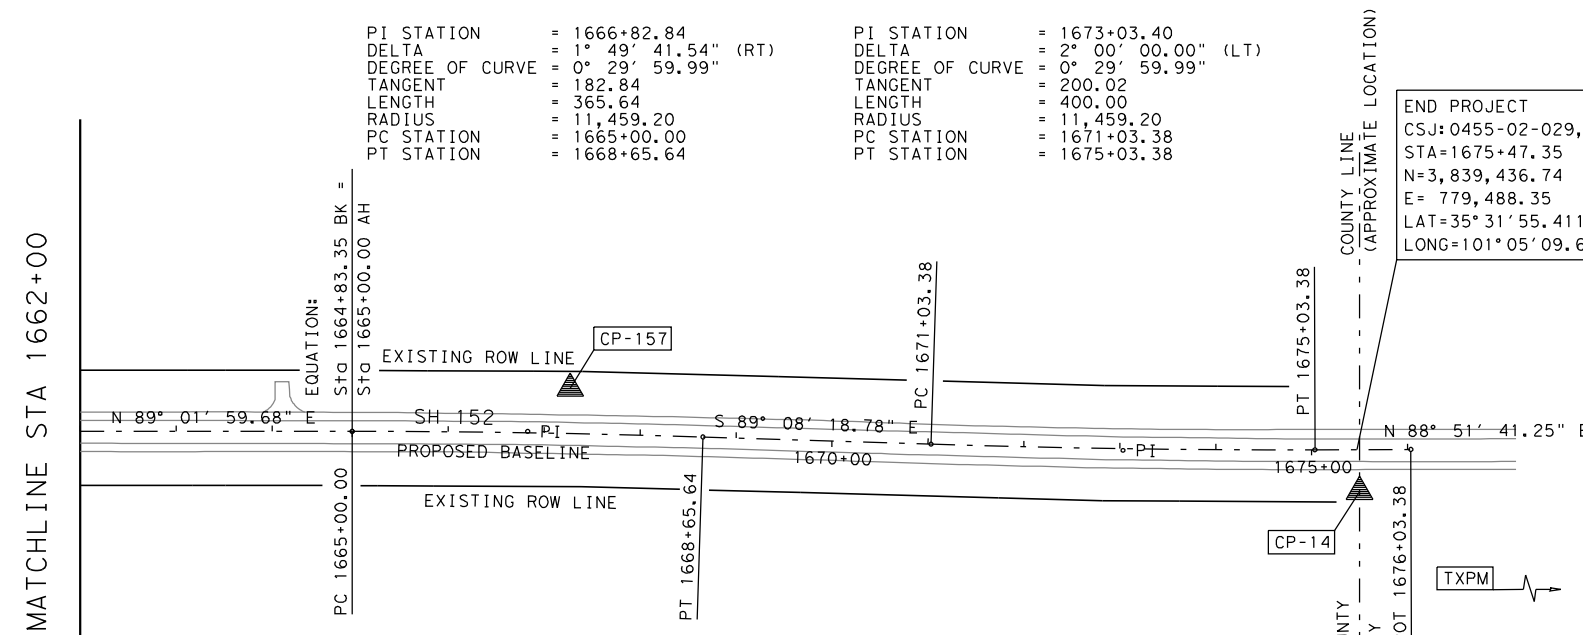 PI STATION = 1666+82.84
DELTA = 1° 49' 41.54" (RT)
DEGREE OF CURVE = 0° 29' 59.99"
TANGENT = 182.84
LENGTH = 365.64
RADIUS = 11,459.20
PC STATION = 1665+00.00
PT STATION = 1668+65.64
PI STATION = 1673+03.40
DELTA = 2° 00' 00.00" (LT)
DEGREE OF CURVE = 0° 29' 59.99"
TANGENT = 200.02
LENGTH = 400.00
RADIUS = 11,459.20
PC STATION = 1671+03.38
PT STATION = 1675+03.38
COUNTY LINE
(APPROXIMATE LOCATION)
END PROJECT
CSJ:0455-02-029,
STA=1675+47.35
N=3,839,436.74
E= 779,488.35
LAT=35°31'55.411
LONG=101°05'09.6
MATCHLINE STA 1662+00
EQUATION:
Sta 1664+83.35 BK =
Sta 1665+00.00 AH
EXISTING ROW LINE
CP-157
PC 1671+03.38
PT 1675+03.38
N 89° 01' 59.68" E
SH 152
PI
S 89° 08' 18.78" E
PI
N 88° 51' 41.25" E
PROPOSED BASELINE
1670+00
1675+00
PC 1665+00.00
EXISTING ROW LINE
PT 1668+65.64
CP-14
OT 1676+03.38
TXPM
NTY
Y